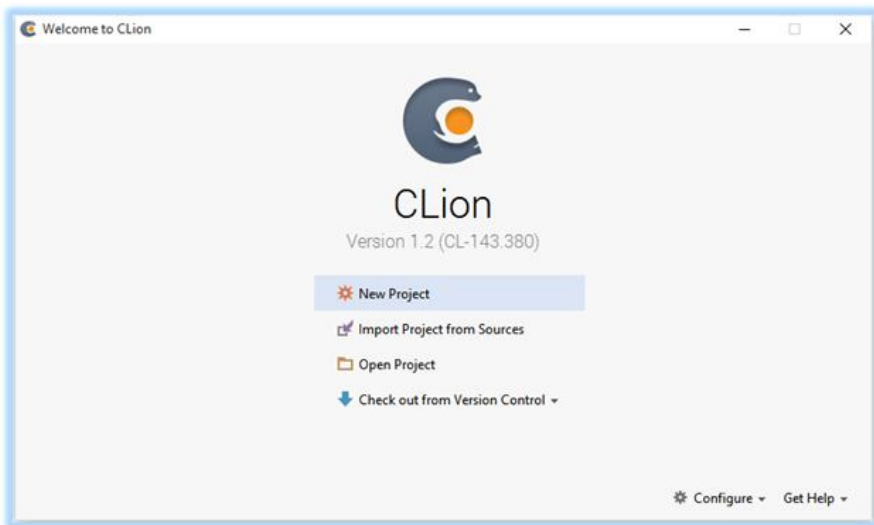 Welcome to CLion
CLion
Version 1.2 (CL-143.380)
New Project
Import Project from Sources
Open Project
Check out from Version Control
Configure Get Help